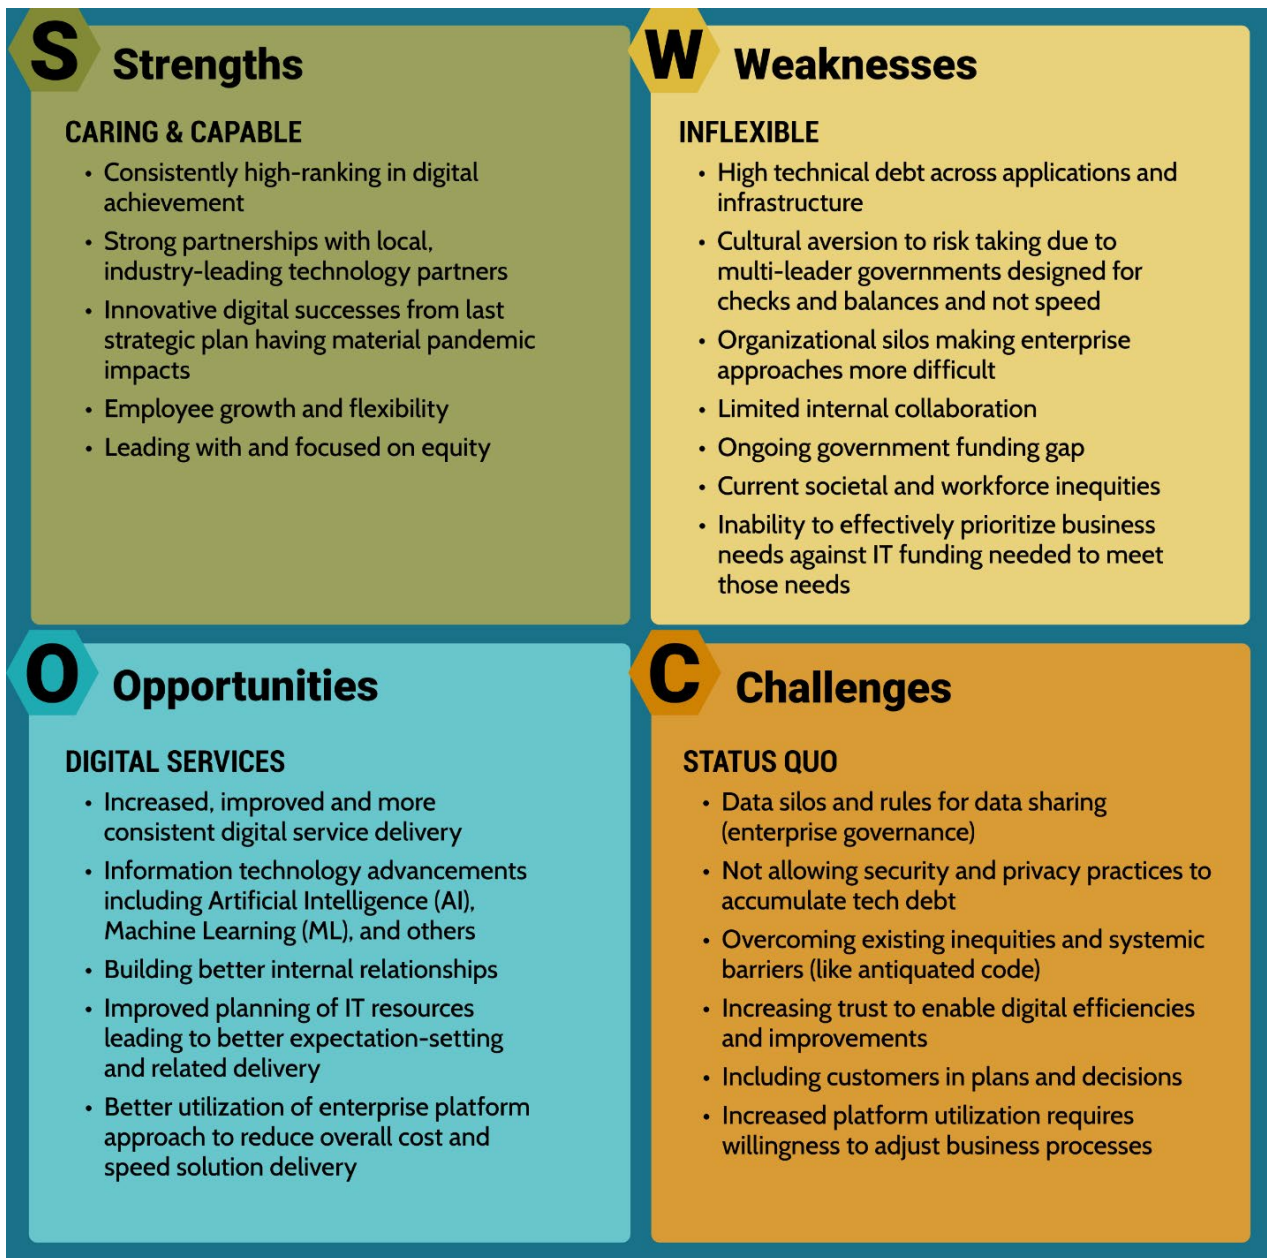 S
Strengths
CARING & CAPABLE
• Consistently high-ranking in digital
achievement
• Strong partnerships with local,
industry-leading technology partners
• Innovative digital successes from last
strategic plan having material pandemic
impacts
• Employee growth and flexibility
• Leading with and focused on equity
W
Weaknesses
INFLEXIBLE
• High technical debt across applications and
infrastructure
• Cultural aversion to risk taking due to
multi-leader governments designed for
checks and balances and not speed
• Organizational silos making enterprise
approaches more difficult
• Limited internal collaboration
• Ongoing government funding gap
• Current societal and workforce inequities
• Inability to effectively prioritize business
needs against IT funding needed to meet
those needs
O
Opportunities
DIGITAL SERVICES
• Increased, improved and more
consistent digital service delivery
• Information technology advancements
including Artificial Intelligence (AI),
Machine Learning (ML), and others
• Building better internal relationships
• Improved planning of IT resources
leading to better expectation-setting
and related delivery
• Better utilization of enterprise platform
approach to reduce overall cost and
speed solution delivery
C
Challenges
STATUS QUO
• Data silos and rules for data sharing
(enterprise governance)
• Not allowing security and privacy practices to
accumulate tech debt
• Overcoming existing inequities and systemic
barriers (like antiquated code)
• Increasing trust to enable digital efficiencies
and improvements
• Including customers in plans and decisions
• Increased platform utilization requires
willingness to adjust business processes